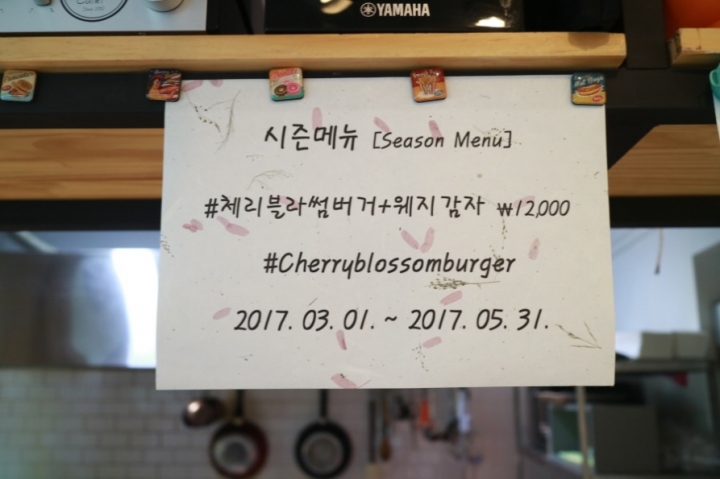 YAMAHA
시즌메뉴 [Season Menu]
#체리블라썸버거+웨지감자 ₩12,000
#Cherryblossomburger
2017. 03. 01. ~ 2017. 05. 31.